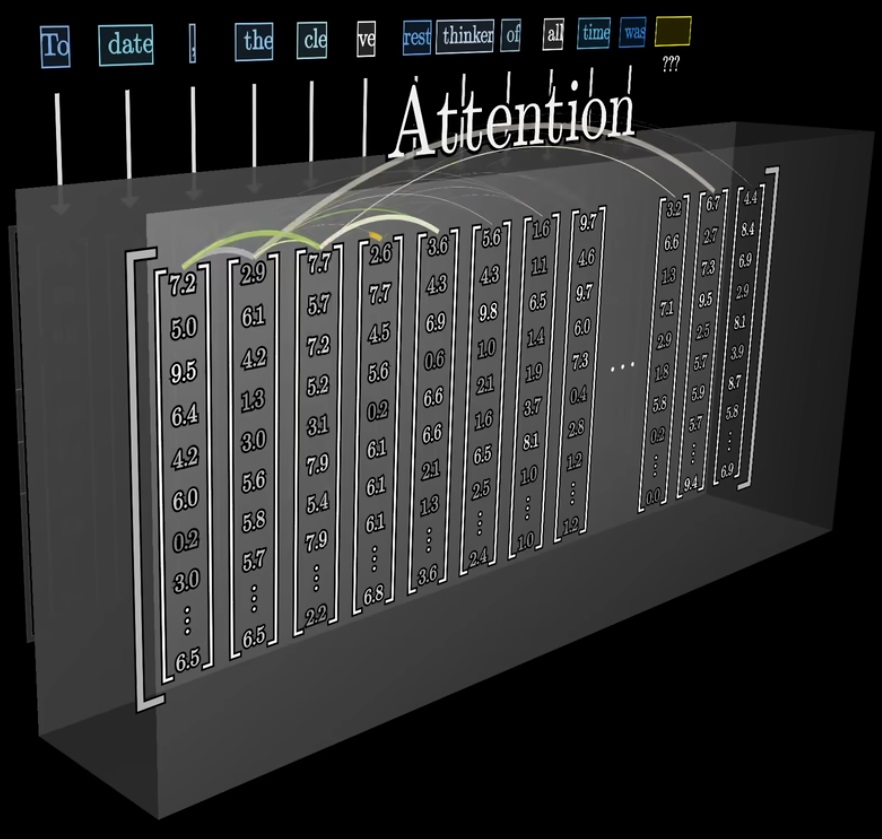 To date , the cle ve rest thinker of all time was
???
Attention
7.2 2.9 7.7 2.6 3.6 5.6 1.6 9.7 3.2 6.7 4.4
5.0 6.1 5.7 7.7 4.3 4.3 1.1 4.6 6.6 2.7 8.4
9.5 4.2 7.2 4.5 6.9 9.8 6.5 9.7 1.3 7.3 6.9
6.4 1.3 5.2 5.6 0.6 1.0 1.4 6.0 7.1 9.5 2.9
4.2 3.0 3.1 0.2 6.6 2.1 1.9 7.3 ... 2.9 2.5 8.1
6.0 5.6 7.9 6.1 6.6 1.6 3.7 0.4 1.8 5.7 3.9
0.2 5.8 5.4 6.1 2.1 6.5 8.1 2.8 5.8 5.9 8.7
3.0 5.7 7.9 6.1 1.3 2.5 1.0 1.2 0.2 5.7 5.8
⋮ ⋮ ⋮ ⋮ ⋮ ⋮ ⋮ ⋮ ⋮ ⋮ ⋮
6.5 6.5 2.2 6.8 3.6 2.4 1.0 1.2 0.0 9.4 6.9